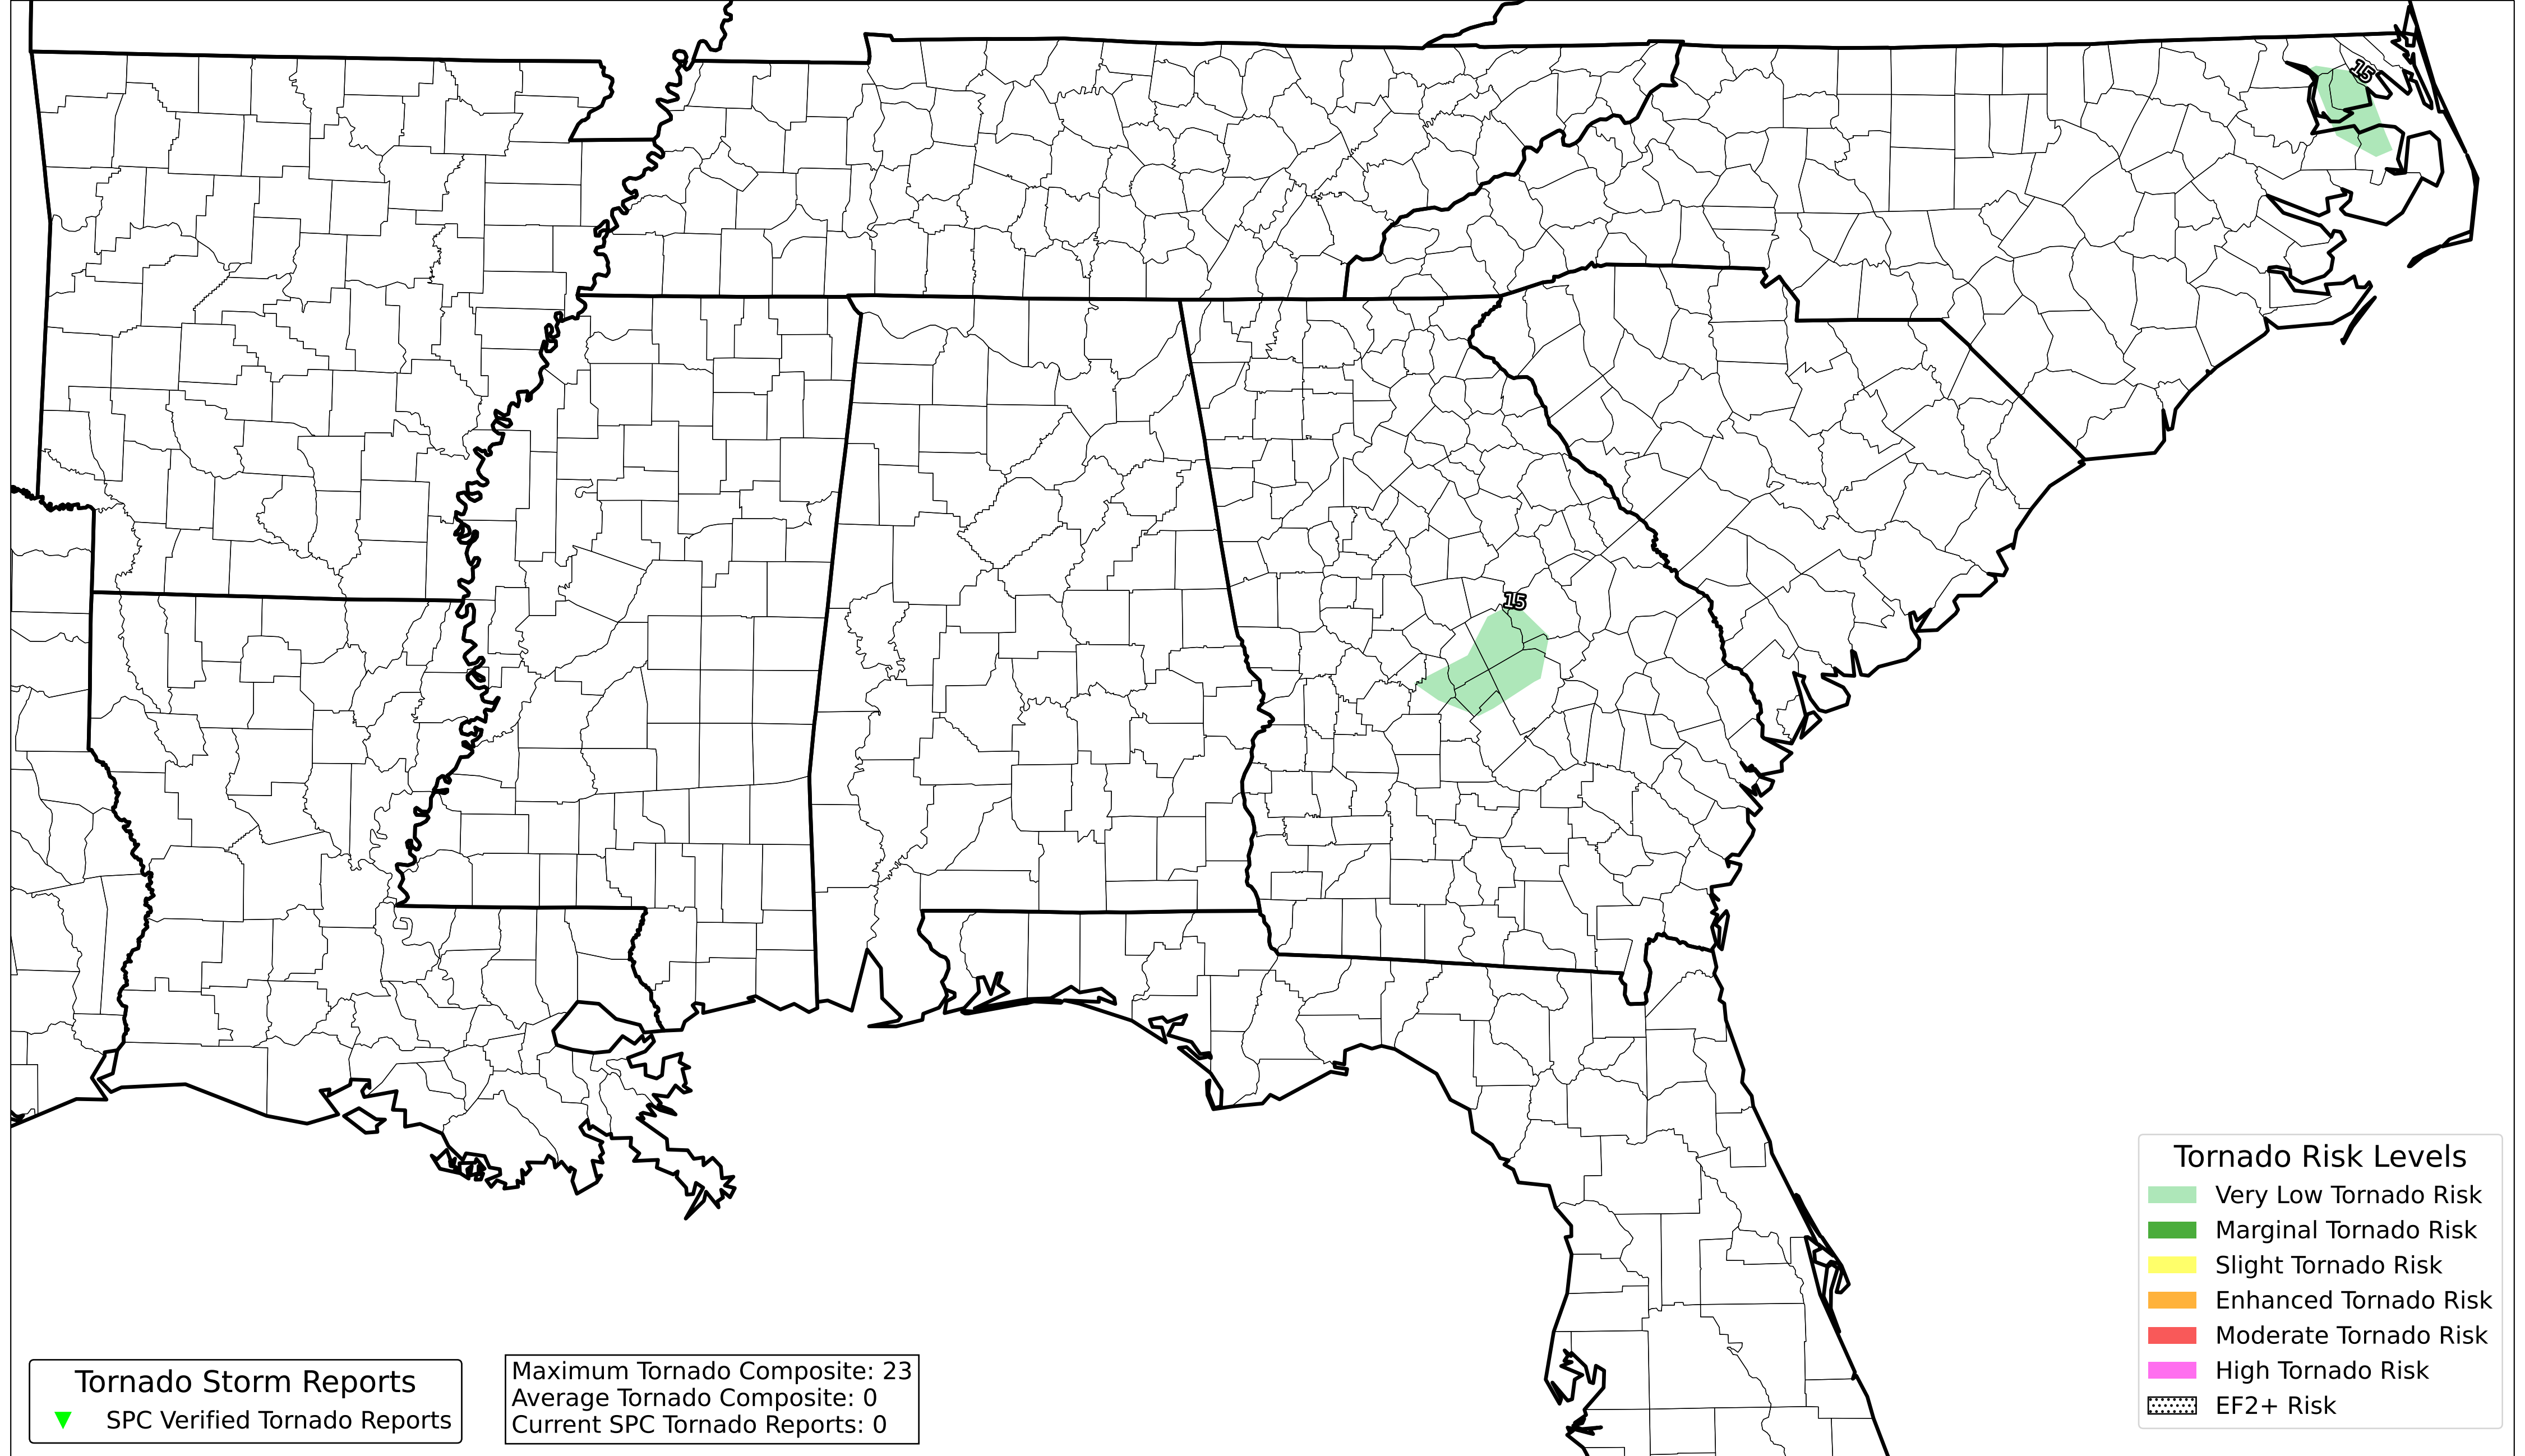 15
15
Tornado Risk Levels
Very Low Tornado Risk
Marginal Tornado Risk
Slight Tornado Risk
Enhanced Tornado Risk
Moderate Tornado Risk
High Tornado Risk
EF2+ Risk
Tornado Storm Reports
SPC Verified Tornado Reports
Maximum Tornado Composite: 23
Average Tornado Composite: 0
Current SPC Tornado Reports: 0